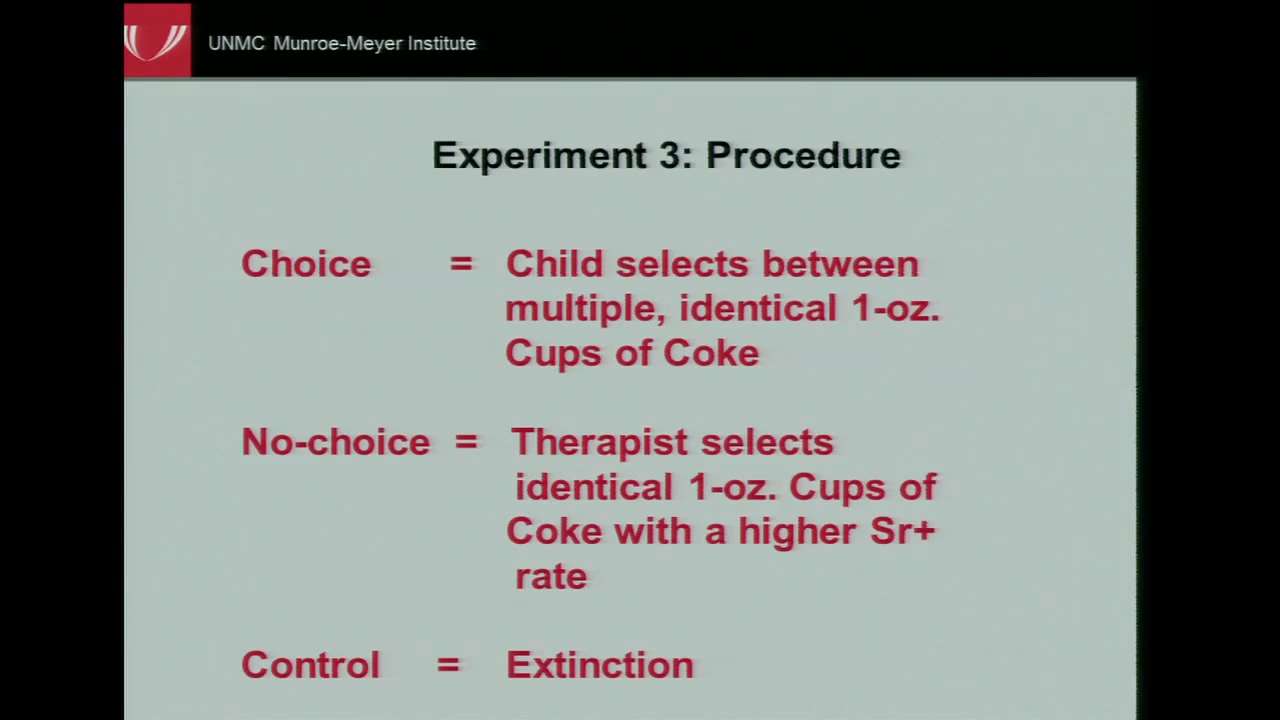 UNMC Munroe-Meyer Institute
Experiment 3: Procedure
Choice = Child selects between
multiple, identical 1-oz.
Cups of Coke
No-choice = Therapist selects
identical 1-oz. Cups of
Coke with a higher Sr+
rate
Control = Extinction